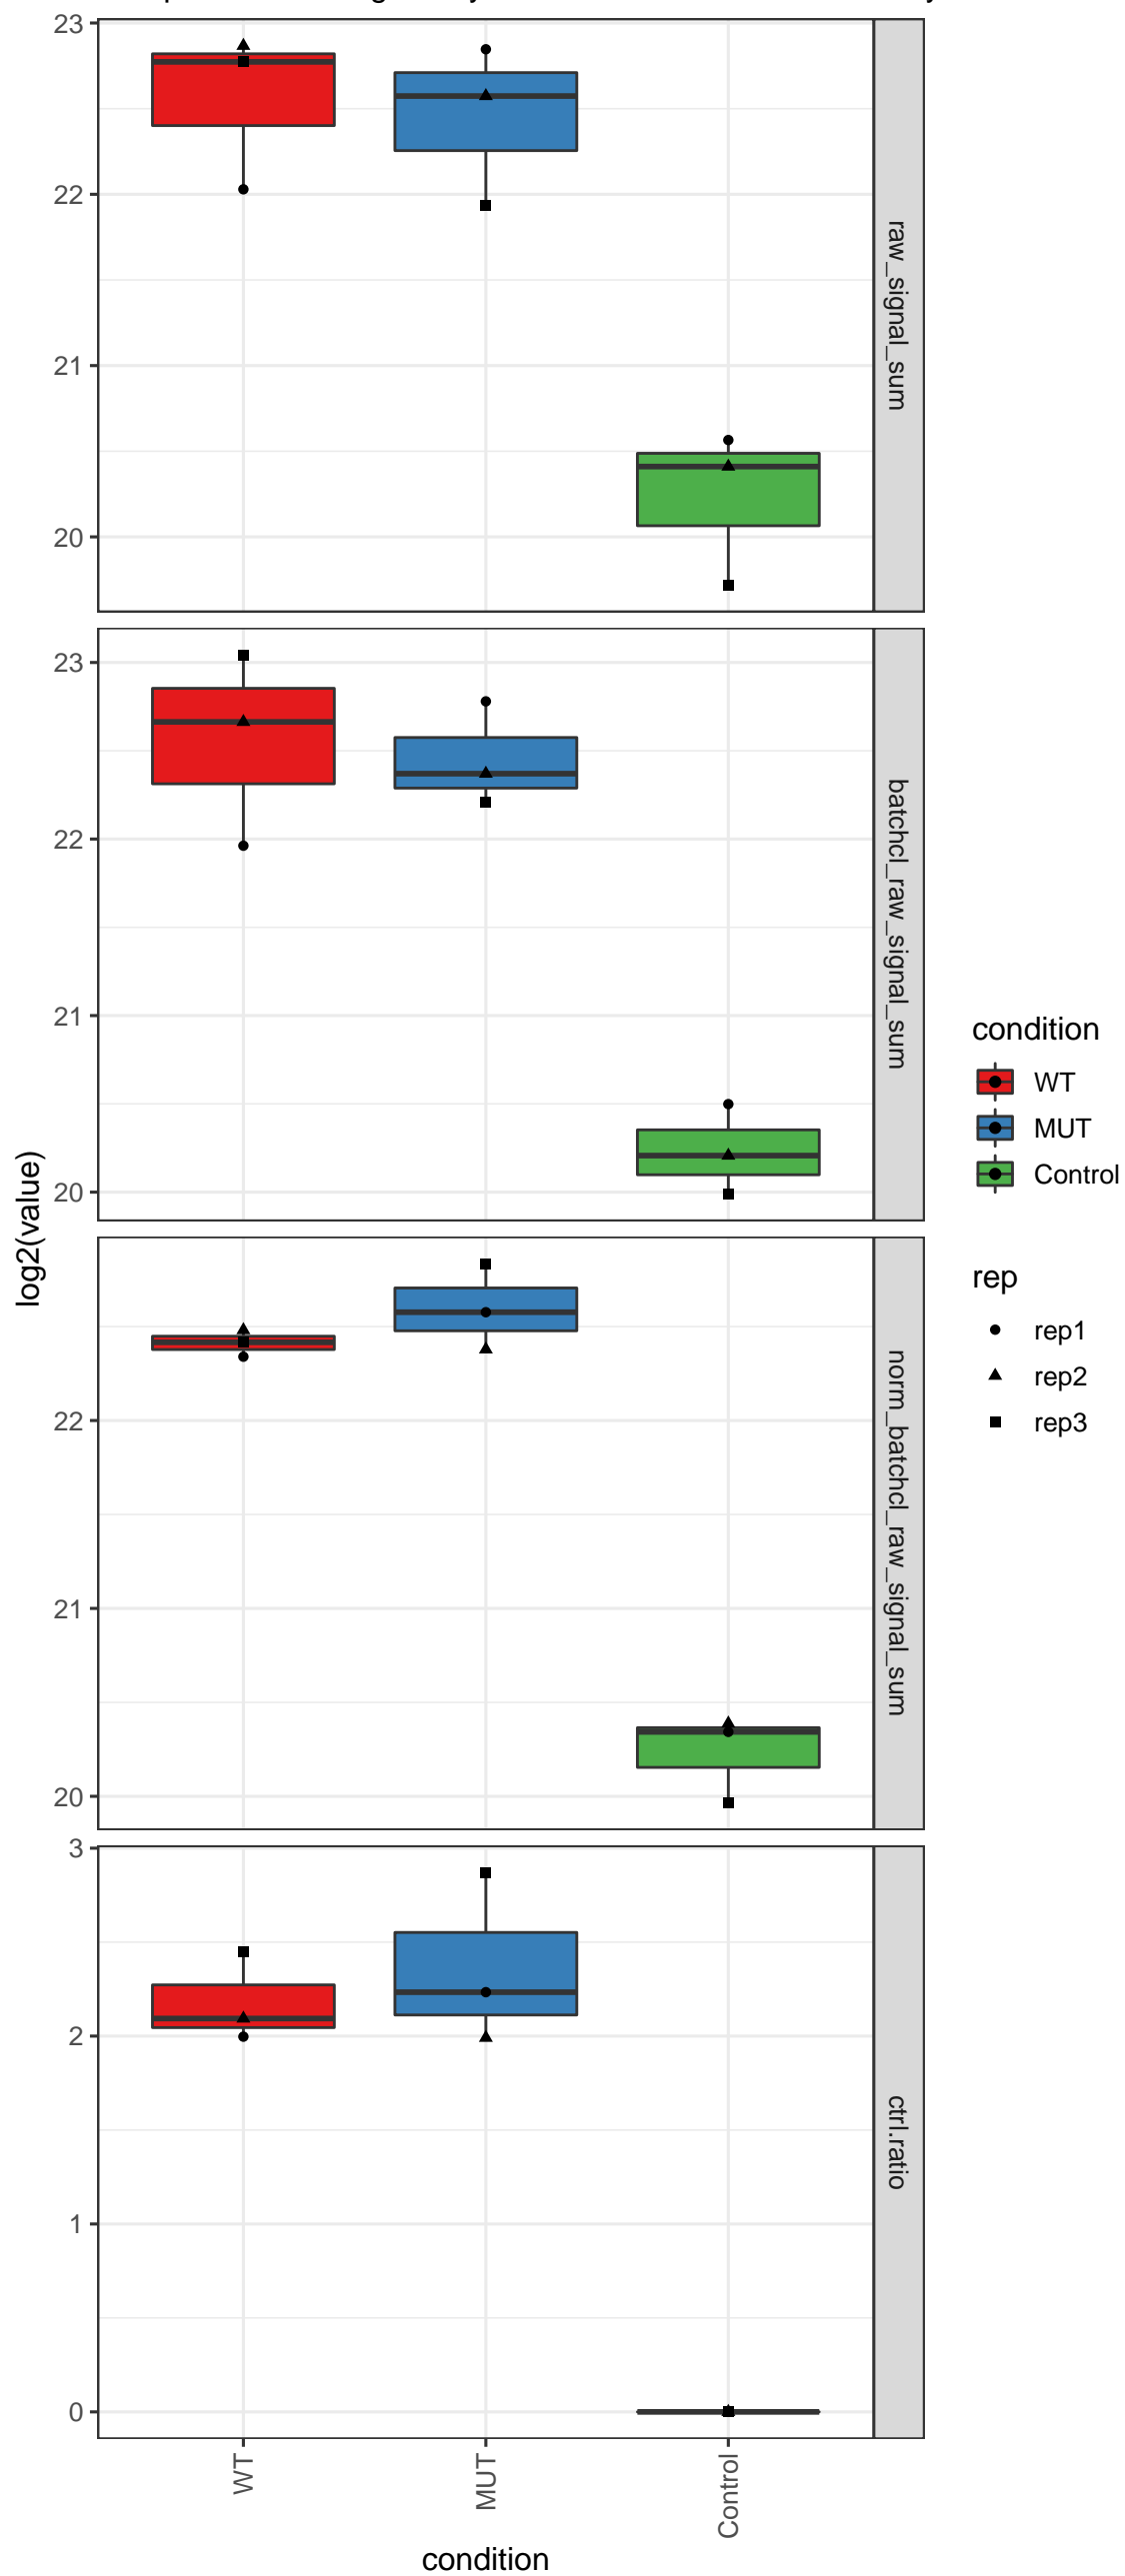 23
22
21
20
raw_signal_sum
23
22
21
20
batchcl_raw_signal_sum
22
21
20
norm_batchcl_raw_signal_sum
3
2
1
0
ctrl.ratio
log2(value)
WT
MUT
Control
condition
condition
WT
MUT
Control
rep
rep1
rep2
rep3